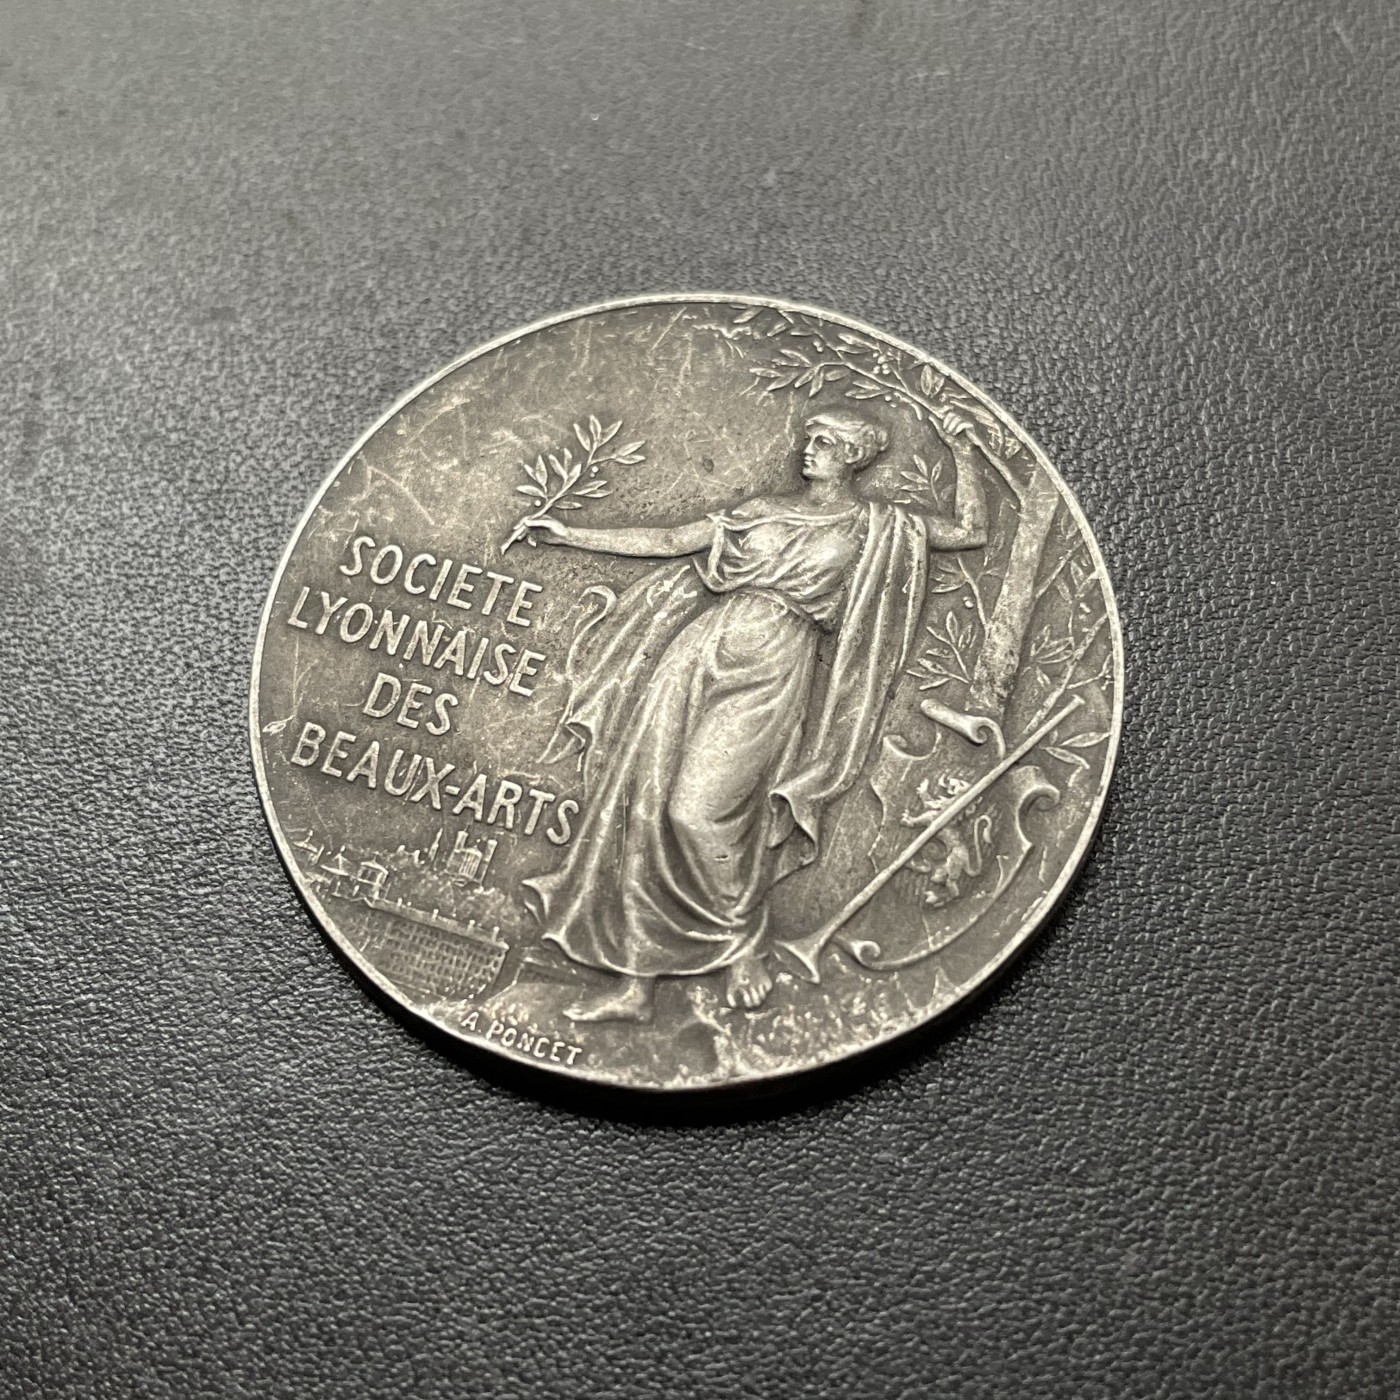 SOCIETE
LYONNAISE
DES
BEAUX-ARTS
A. PONCET